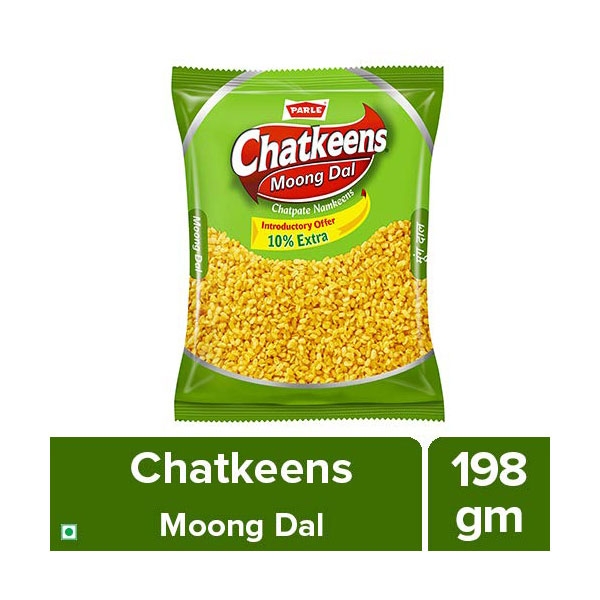 PARLE
Chatkeens
Moong Dal
Chatpate Namkeens
Introductory Offer
10% Extra
Moong Dal
मूंग दाल
Chatkeens
Moong Dal
198
gm